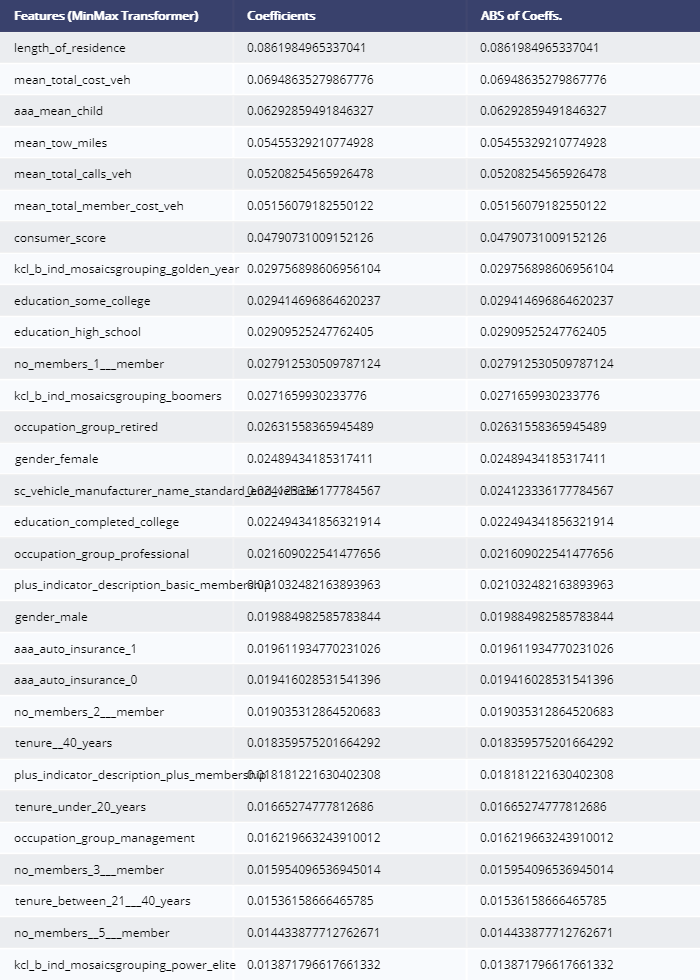 Features (MinMax Transformer) Coefficients ABS of Coeffs.
length_of_residence 0.0861984965337041 0.0861984965337041
mean_total_cost_veh 0.06948635279867776 0.06948635279867776
aaa_mean_child 0.06292859491846327 0.06292859491846327
mean_tow_miles 0.05455329210774928 0.05455329210774928
mean_total_calls_veh 0.05208254565926478 0.05208254565926478
mean_total_member_cost_veh 0.05156079182550122 0.05156079182550122
consumer_score 0.04790731009152126 0.04790731009152126
kcl_b_ind_mosaicsgrouping_golden_year 0.029756898606956104 0.029756898606956104
education_some_college 0.029414696864620237 0.029414696864620237
education_high_school 0.02909525247762405 0.02909525247762405
no_members_1___member 0.027912530509787124 0.027912530509787124
kcl_b_ind_mosaicsgrouping_boomers 0.0271659930233776 0.0271659930233776
occupation_group_retired 0.02631558365945489 0.02631558365945489
gender_female 0.02489434185317411 0.02489434185317411
sc_vehicle_manufacturer_name_standard_ 0.024123336177784567 0.024123336177784567
education_completed_college 0.022494341856321914 0.022494341856321914
occupation_group_professional 0.021609022541477656 0.021609022541477656
plus_indicator_description_basic_membership 0.021032482163893963 0.021032482163893963
gender_male 0.019884982585783844 0.019884982585783844
aaa_auto_insurance_1 0.019611934770231026 0.019611934770231026
aaa_auto_insurance_0 0.019416028531541396 0.019416028531541396
no_members_2___member 0.019035312864520683 0.019035312864520683
tenure__40_years 0.018359575201664292 0.018359575201664292
plus_indicator_description_plus_membership 0.018181221630402308 0.018181221630402308
tenure_under_20_years 0.01665274777812686 0.01665274777812686
occupation_group_management 0.016219663243910012 0.016219663243910012
no_members_3___member 0.015954096536945014 0.015954096536945014
tenure_between_21___40_years 0.01536158666465785 0.01536158666465785
no_members__5___member 0.014433877712762671 0.014433877712762671
kcl_b_ind_mosaicsgrouping_power_elite 0.013871796617661332 0.013871796617661332